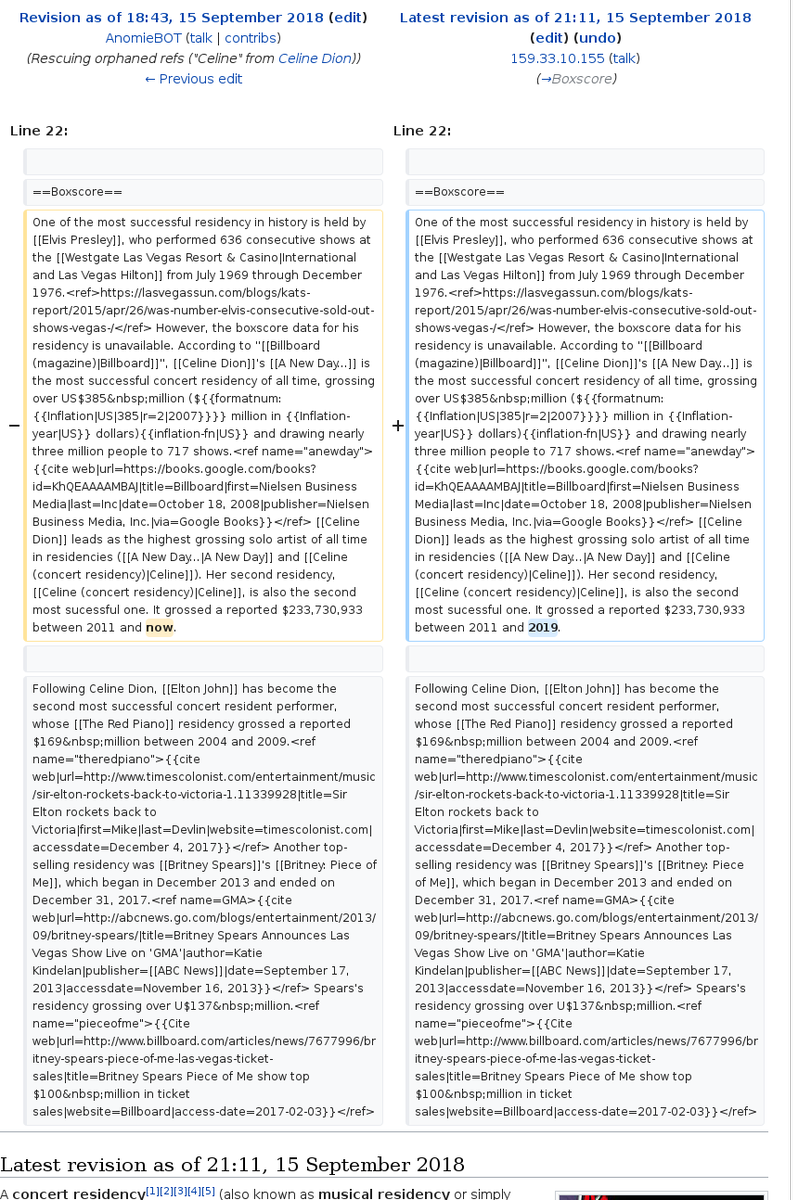 Revision as of 18:43, 15 September 2018 (edit)
AnomieBOT (talk | contribs)
(Rescuing orphaned refs ("Celine" from Celine Dion))
← Previous edit
Latest revision as of 21:11, 15 September 2018
(edit) (undo)
159.33.10.155 (talk)
(→Boxscore)
Line 22:
Line 22:
==Boxscore==
==Boxscore==
−
One of the most successful residency in history is held by
[[Elvis Presley]], who performed 636 consecutive shows at
the [[Westgate Las Vegas Resort & Casino|International
and Las Vegas Hilton]] from July 1969 through December
1976.<ref>https://lasvegassun.com/blogs/kats-
report/2015/apr/26/was-number-elvis-consecutive-sold-out-
shows-vegas-/</ref> However, the boxscore data for his
residency is unavailable. According to ''[[Billboard
(magazine)|Billboard]]'', [[Celine Dion]]'s [[A New Day...]] is
the most successful concert residency of all time, grossing
over US$385&nbsp;million (${{formatnum:
{{Inflation|US|385|r=2|2007}}}} million in {{Inflation-
year|US}} dollars){{inflation-fn|US}} and drawing nearly
three million people to 717 shows.<ref name="anewday">
{{cite web|url=https://books.google.com/books?
id=KhQEAAAAMBAJ|title=Billboard|first=Nielsen Business
Media|last=Inc|date=October 18, 2008|publisher=Nielsen
Business Media, Inc.|via=Google Books}}</ref> [[Celine
Dion]] leads as the highest grossing solo artist of all time
in residencies ([[A New Day...|A New Day]] and [[Celine
(concert residency)|Celine]]). Her second residency,
[[Celine (concert residency)|Celine]], is also the second
most sucessful one. It grossed a reported $233,730,933
between 2011 and now.
+
One of the most successful residency in history is held by
[[Elvis Presley]], who performed 636 consecutive shows at
the [[Westgate Las Vegas Resort & Casino|International
and Las Vegas Hilton]] from July 1969 through December
1976.<ref>https://lasvegassun.com/blogs/kats-
report/2015/apr/26/was-number-elvis-consecutive-sold-out-
shows-vegas-/</ref> However, the boxscore data for his
residency is unavailable. According to ''[[Billboard
(magazine)|Billboard]]'', [[Celine Dion]]'s [[A New Day...]] is
the most successful concert residency of all time, grossing
over US$385&nbsp;million (${{formatnum:
{{Inflation|US|385|r=2|2007}}}} million in {{Inflation-
year|US}} dollars){{inflation-fn|US}} and drawing nearly
three million people to 717 shows.<ref name="anewday">
{{cite web|url=https://books.google.com/books?
id=KhQEAAAAMBAJ|title=Billboard|first=Nielsen Business
Media|last=Inc|date=October 18, 2008|publisher=Nielsen
Business Media, Inc.|via=Google Books}}</ref> [[Celine
Dion]] leads as the highest grossing solo artist of all time
in residencies ([[A New Day...|A New Day]] and [[Celine
(concert residency)|Celine]]). Her second residency,
[[Celine (concert residency)|Celine]], is also the second
most sucessful one. It grossed a reported $233,730,933
between 2011 and 2019.
Following Celine Dion, [[Elton John]] has become the
second most successful concert resident performer,
whose [[The Red Piano]] residency grossed a reported
$169&nbsp;million between 2004 and 2009.<ref
name="theredpiano">{{cite
web|url=http://www.timescolonist.com/entertainment/music
/sir-elton-rockets-back-to-victoria-1.11339928|title=Sir
Elton rockets back to
Victoria|first=Mike|last=Devlin|website=timescolonist.com|
accessdate=December 4, 2017}}</ref> Another top-
selling residency was [[Britney Spears]]'s [[Britney: Piece of
Me]], which began in December 2013 and ended on
December 31, 2017.<ref name=GMA>{{cite
web|url=http://abcnews.go.com/blogs/entertainment/2013/
09/britney-spears/|title=Britney Spears Announces Las
Vegas Show Live on 'GMA'|author=Katie
Kindelan|publisher=[[ABC News]]|date=September 17,
2013|accessdate=November 16, 2013}}</ref> Spears's
residency grossing over U$137&nbsp;million.<ref
name="pieceofme">{{Cite
web|url=http://www.billboard.com/articles/news/7677996/br
itney-spears-piece-of-me-las-vegas-ticket-
sales|title=Britney Spears Piece of Me show top
$100&nbsp;million in ticket
sales|website=Billboard|access-date=2017-02-03}}</ref>
Following Celine Dion, [[Elton John]] has become the
second most successful concert resident performer,
whose [[The Red Piano]] residency grossed a reported
$169&nbsp;million between 2004 and 2009.<ref
name="theredpiano">{{cite
web|url=http://www.timescolonist.com/entertainment/music
/sir-elton-rockets-back-to-victoria-1.11339928|title=Sir
Elton rockets back to
Victoria|first=Mike|last=Devlin|website=timescolonist.com|
accessdate=December 4, 2017}}</ref> Another top-
selling residency was [[Britney Spears]]'s [[Britney: Piece
of Me]], which began in December 2013 and ended on
December 31, 2017.<ref name=GMA>{{cite
web|url=http://abcnews.go.com/blogs/entertainment/2013/
09/britney-spears/|title=Britney Spears Announces Las
Vegas Show Live on 'GMA'|author=Katie
Kindelan|publisher=[[ABC News]]|date=September 17,
2013|accessdate=November 16, 2013}}</ref> Spears's
residency grossing over U$137&nbsp;million.<ref
name="pieceofme">{{Cite
web|url=http://www.billboard.com/articles/news/7677996/br
itney-spears-piece-of-me-las-vegas-ticket-
sales|title=Britney Spears Piece of Me show top
$100&nbsp;million in ticket
sales|website=Billboard|access-date=2017-02-03}}</ref>
Latest revision as of 21:11, 15 September 2018
A concert residency[1][2][3][4][5] (also known as musical residency or simply